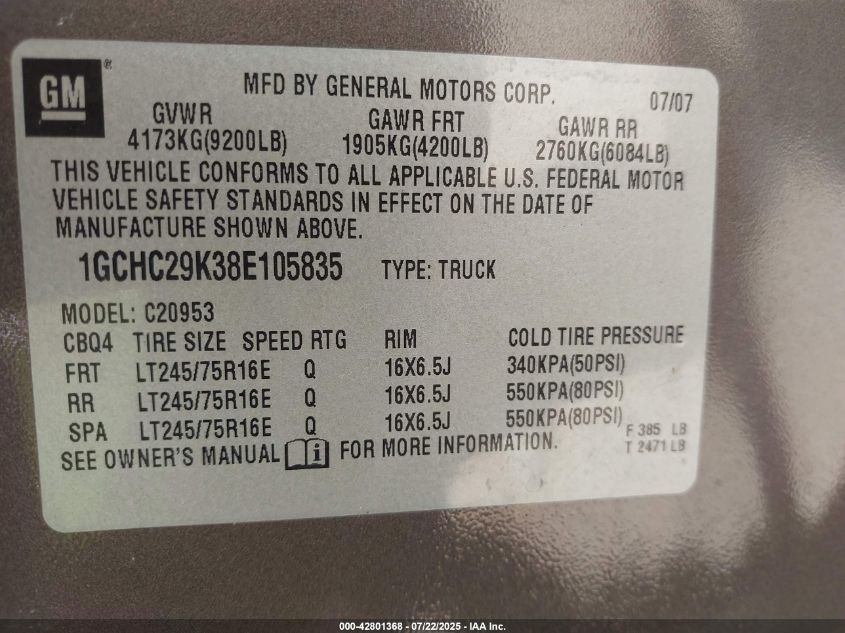 GM®
MFD BY GENERAL MOTORS CORP. 07/07
GVWR GAWR FRT GAWR RR
4173KG(9200LB) 1905KG(4200LB) 2760KG(6084LB)
THIS VEHICLE CONFORMS TO ALL APPLICABLE U.S. FEDERAL MOTOR
VEHICLE SAFETY STANDARDS IN EFFECT ON THE DATE OF
MANUFACTURE SHOWN ABOVE.
1GCHC29K38E105835 TYPE: TRUCK
MODEL: C20953
CBQ4 TIRE SIZE SPEED RTG RIM COLD TIRE PRESSURE
FRT LT245/75R16E Q 16X6.5J 340KPA(50PSI)
RR LT245/75R16E Q 16X6.5J 550KPA(80PSI)
SPA LT245/75R16E Q 16X6.5J 550KPA(80PSI)
F 385 LB
T 2471 LB
SEE OWNER'S MANUAL i FOR MORE INFORMATION.
000-42801368 - 07/22/2025 - IAA Inc.